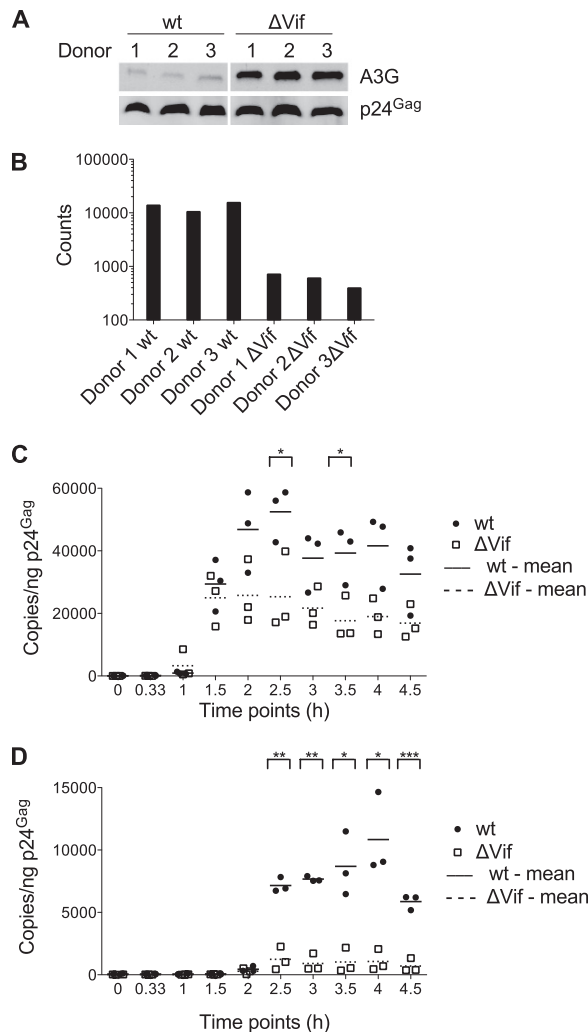 A
wt ΔVif
Donor 1 2 3 1 2 3
A3G
p24Gag
B
100000
10000
1000
100
Counts
Donor 1 wt
Donor 2 wt
Donor 3 wt
Donor 1 ΔVif
Donor 2 ΔVif
Donor 3ΔVif
C
* *
60000
40000
20000
0
Copies/ng p24Gag
0 0.33 1 1.5 2 2.5 3 3.5 4 4.5
Time points (h)
wt
ΔVif
wt - mean
ΔVif - mean
D
** ** * * ***
15000
10000
5000
0
Copies/ng p24Gag
0 0.33 1 1.5 2 2.5 3 3.5 4 4.5
Time points (h)
wt
ΔVif
wt - mean
ΔVif - mean